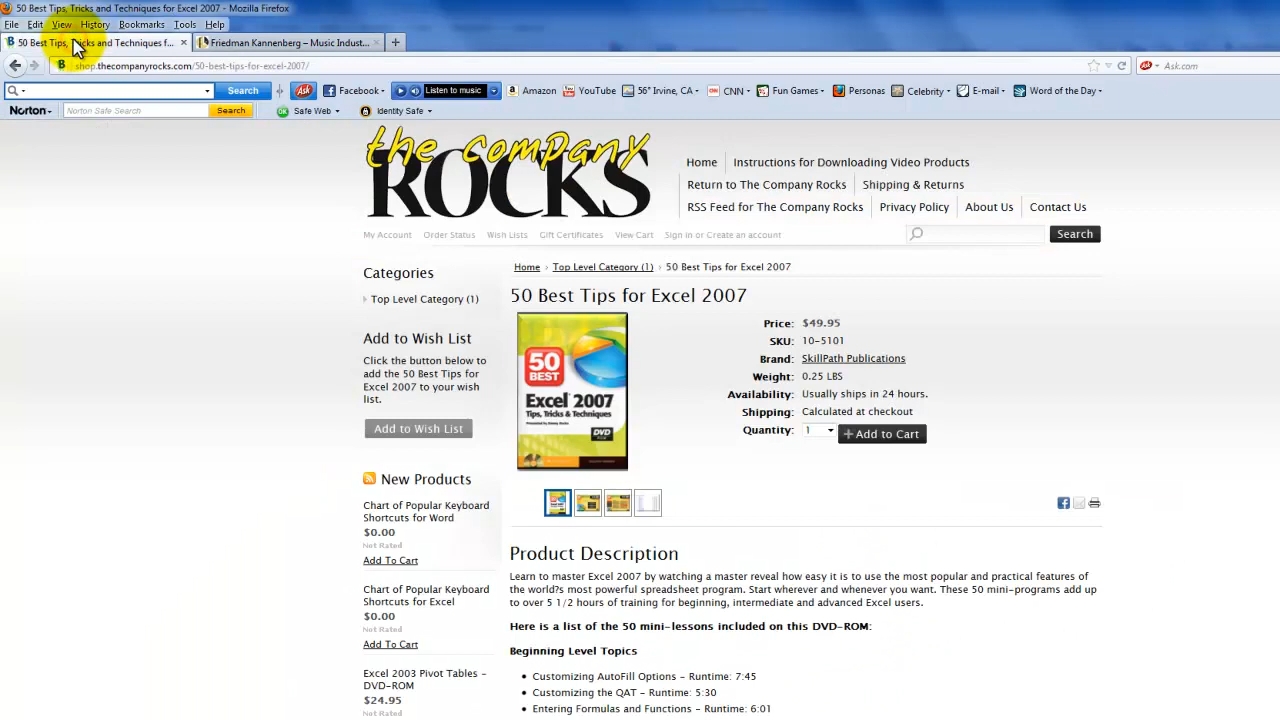 50 Best Tips, Tricks and Techniques for Excel 2007 - Mozilla Firefox
File Edit View History Bookmarks Tools Help
50 Best Tips, Tricks and Techniques f... Friedman Kannenberg – Music Indust...
shop.thecompanyrocks.com/50-best-tips-for-excel-2007/ Ask.com
Search Ask Facebook Listen to music Amazon YouTube 56° Irvine, CA CNN Fun Games Personas Celebrity E-mail Word of the Day
Norton Norton Safe Search Search Safe Web Identity Safe
the company
ROCKS
Home Instructions for Downloading Video Products
Return to The Company Rocks Shipping & Returns
RSS Feed for The Company Rocks Privacy Policy About Us Contact Us
My Account Order Status Wish Lists Gift Certificates View Cart Sign in or Create an account Search
Categories
Top Level Category (1)
Add to Wish List
Click the button below to
add the 50 Best Tips for
Excel 2007 to your wish
list.
Add to Wish List
New Products
Chart of Popular Keyboard
Shortcuts for Word
$0.00
Not Rated
Add To Cart
Chart of Popular Keyboard
Shortcuts for Excel
$0.00
Not Rated
Add To Cart
Excel 2003 Pivot Tables -
DVD-ROM
$24.95
Not Rated
Home › Top Level Category (1) › 50 Best Tips for Excel 2007
50 Best Tips for Excel 2007
50
BEST
Excel 2007
Tips, Tricks & Techniques
Presented by Danny Rocks
DVD
Price: $49.95
SKU: 10-5101
Brand: SkillPath Publications
Weight: 0.25 LBS
Availability: Usually ships in 24 hours.
Shipping: Calculated at checkout
Quantity: 1 Add to Cart
Product Description
Learn to master Excel 2007 by watching a master reveal how easy it is to use the most popular and practical features of
the world?s most powerful spreadsheet program. Start wherever and whenever you want. These 50 mini-programs add up
to over 5 1/2 hours of training for beginning, intermediate and advanced Excel users.
Here is a list of the 50 mini-lessons included on this DVD-ROM:
Beginning Level Topics
• Customizing AutoFill Options - Runtime: 7:45
• Customizing the QAT - Runtime: 5:30
• Entering Formulas and Functions - Runtime: 6:01